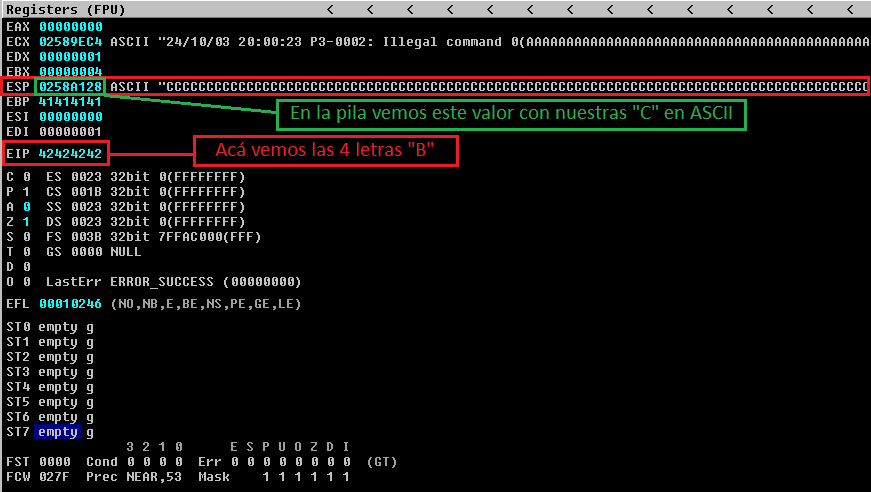 Registers (FPU) < < < < < < < < < < < < < <
EAX 00000000
ECX 02589EC4 ASCII "24/10/03 20:00:23 P3-0002: Illegal command 0(AAAAAAAAAAAAAAAAAAAAAAAAAAAAAAAAAAAAAAAAAAA
EDX 00000001
EBX 00000004
ESP 0258A128 ASCII "CCCCCCCCCCCCCCCCCCCCCCCCCCCCCCCCCCCCCCCCCCCCCCCCCCCCCCCCCCCCCCCCCCCCCCCCCCCCCCCCCCCCCCCC
EBP 41414141
En la pila vemos este valor con nuestras "C" en ASCII
ESI 00000000
EDI 00000001
EIP 42424242
Acá vemos las 4 letras "B"
C 0 ES 0023 32bit 0(FFFFFFFF)
P 1 CS 001B 32bit 0(FFFFFFFF)
A 0 SS 0023 32bit 0(FFFFFFFF)
Z 1 DS 0023 32bit 0(FFFFFFFF)
S 0 FS 003B 32bit 7FFAC000(FFF)
T 0 GS 0000 NULL
D 0
O 0 LastErr ERROR_SUCCESS (00000000)
EFL 00010246 (NO,NB,E,BE,NS,PE,GE,LE)
ST0 empty g
ST1 empty g
ST2 empty g
ST3 empty g
ST4 empty g
ST5 empty g
ST6 empty g
ST7 empty g
3 2 1 0 E S P U O Z D I
FST 0000 Cond 0 0 0 0 Err 0 0 0 0 0 0 0 0 (GT)
FCW 027F Prec NEAR,53 Mask 1 1 1 1 1 1